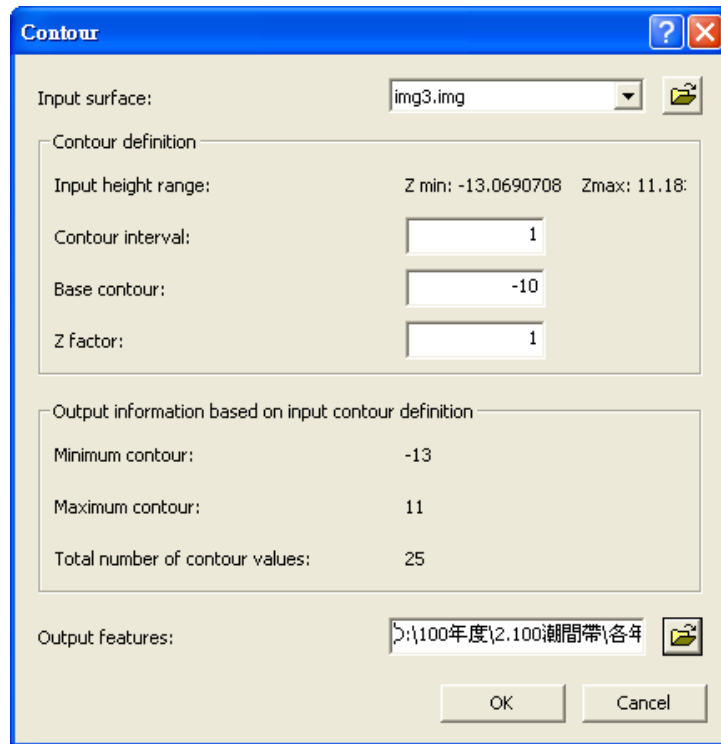 Contour
Input surface: img3.img
Contour definition
Input height range: Z min: -13.0690708 Zmax: 11.18
Contour interval: 1
Base contour: -10
Z factor: 1
Output information based on input contour definition
Minimum contour: -13
Maximum contour: 11
Total number of contour values: 25
Output features: D:\100年度\2.100潮間帶\各年
OK Cancel